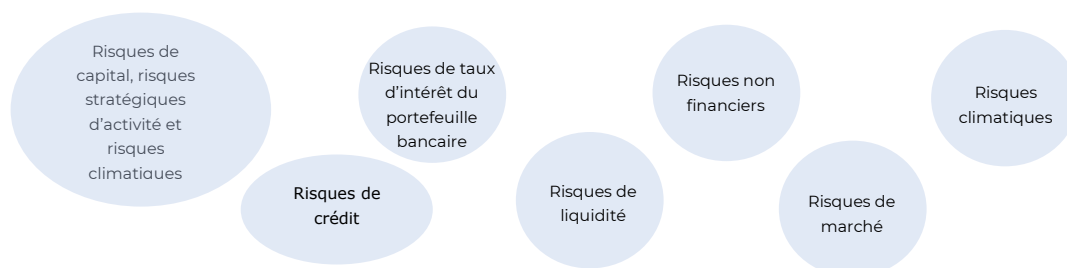 Risques de
capital, risques
stratégiques
d’activité et
risques
climatiques
Risques de
crédit
Risques de taux
d’intérêt du
portefeuille
bancaire
Risques de
liquidité
Risques non
financiers
Risques de
marché
Risques
climatiques